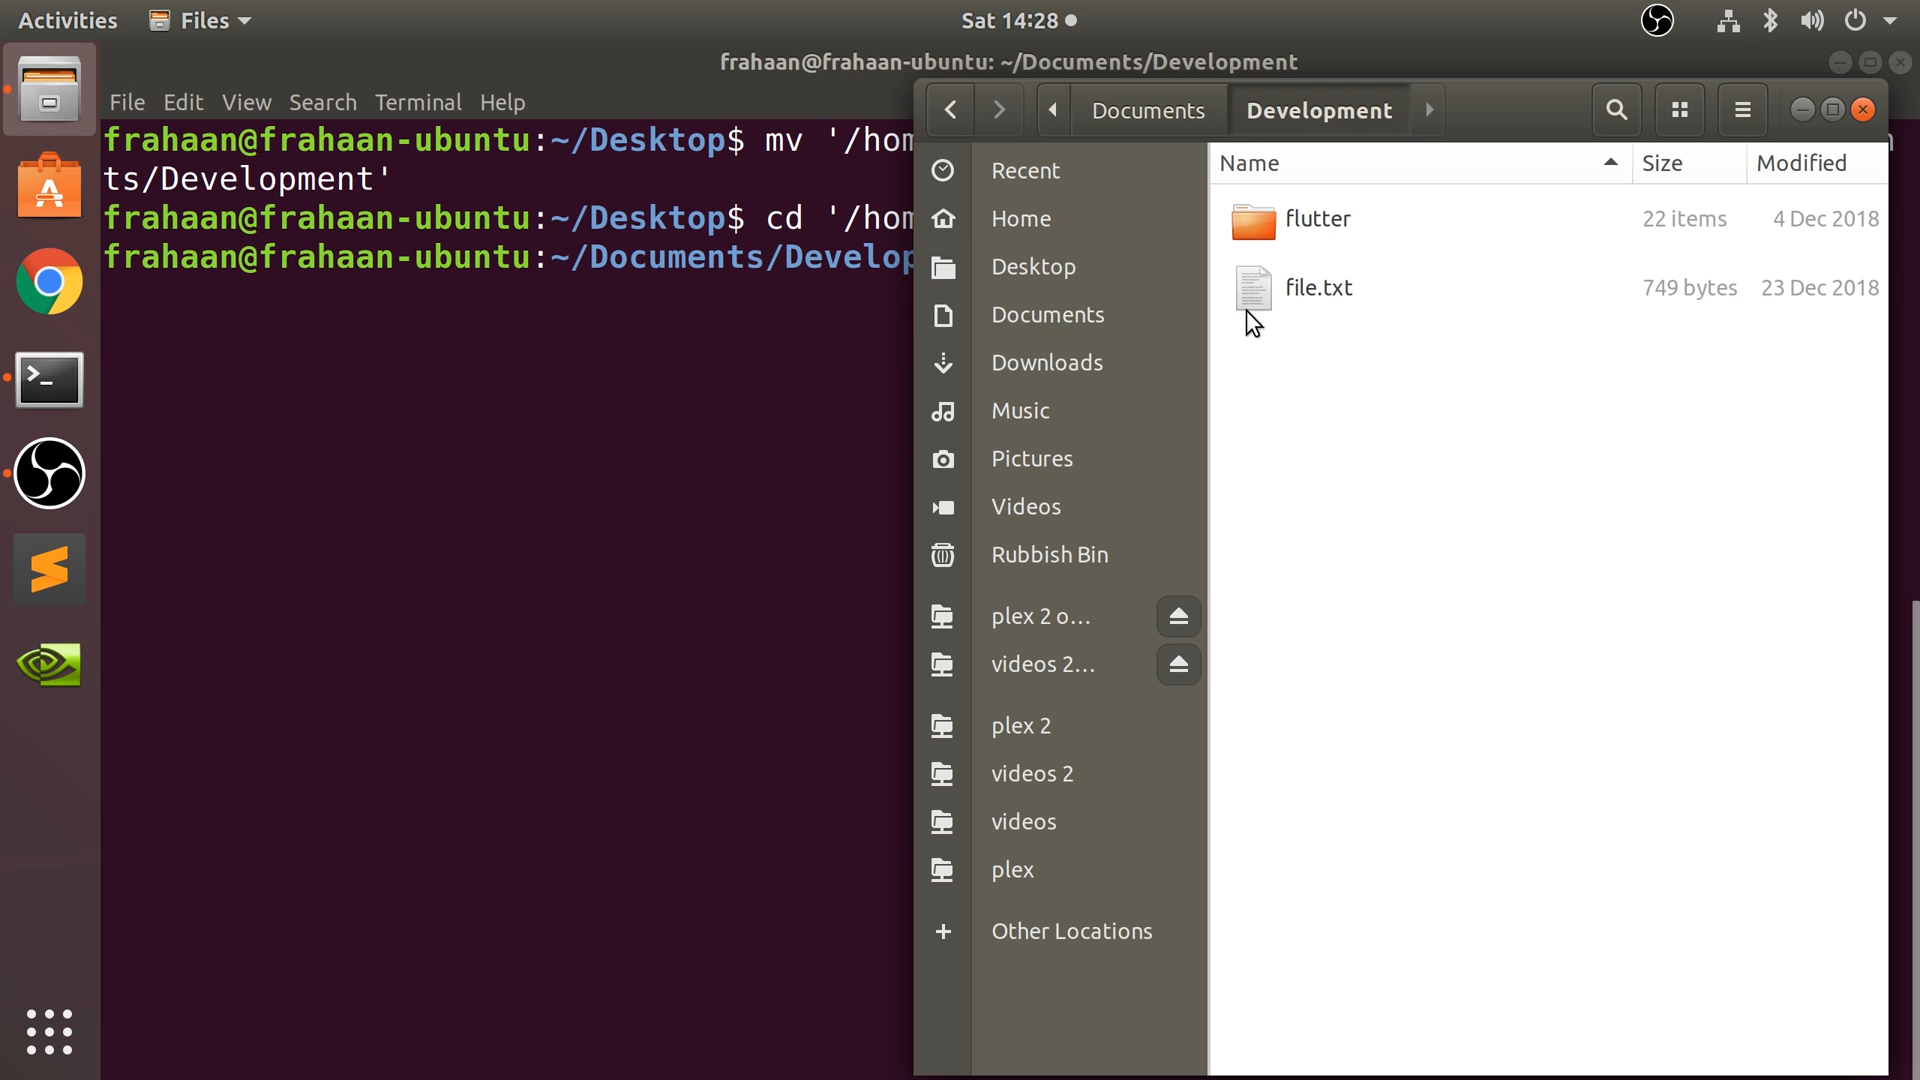 Activities Files Sat 14:28
frahaan@frahaan-ubuntu: ~/Documents/Development
File Edit View Search Terminal Help
frahaan@frahaan-ubuntu:~/Desktop$ mv '/hom
ts/Development'
frahaan@frahaan-ubuntu:~/Desktop$ cd '/hom
frahaan@frahaan-ubuntu:~/Documents/Develop
Documents Development
Recent
Home
Desktop
Documents
Downloads
Music
Pictures
Videos
Rubbish Bin
plex 2 o...
videos 2...
plex 2
videos 2
videos
plex
Other Locations
Name Size Modified
flutter 22 items 4 Dec 2018
file.txt 749 bytes 23 Dec 2018